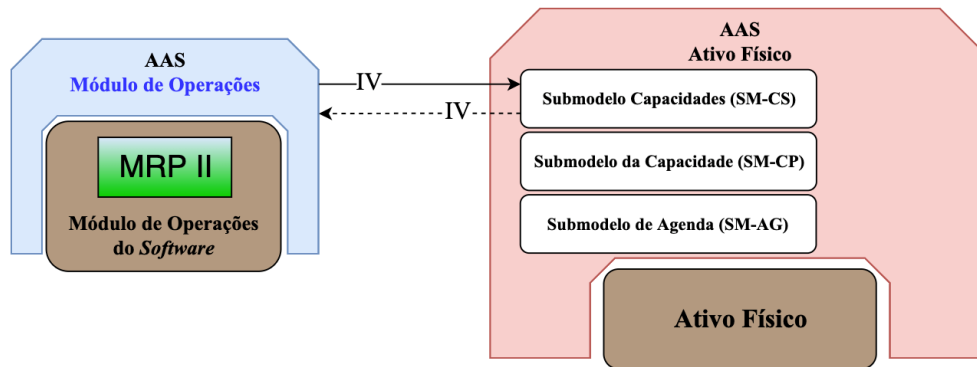 AAS
Módulo de Operações
MRP II
Módulo de Operações
do Software
IV
IV
AAS
Ativo Físico
Submodelo Capacidades (SM-CS)
Submodelo da Capacidade (SM-CP)
Submodelo de Agenda (SM-AG)
Ativo Físico